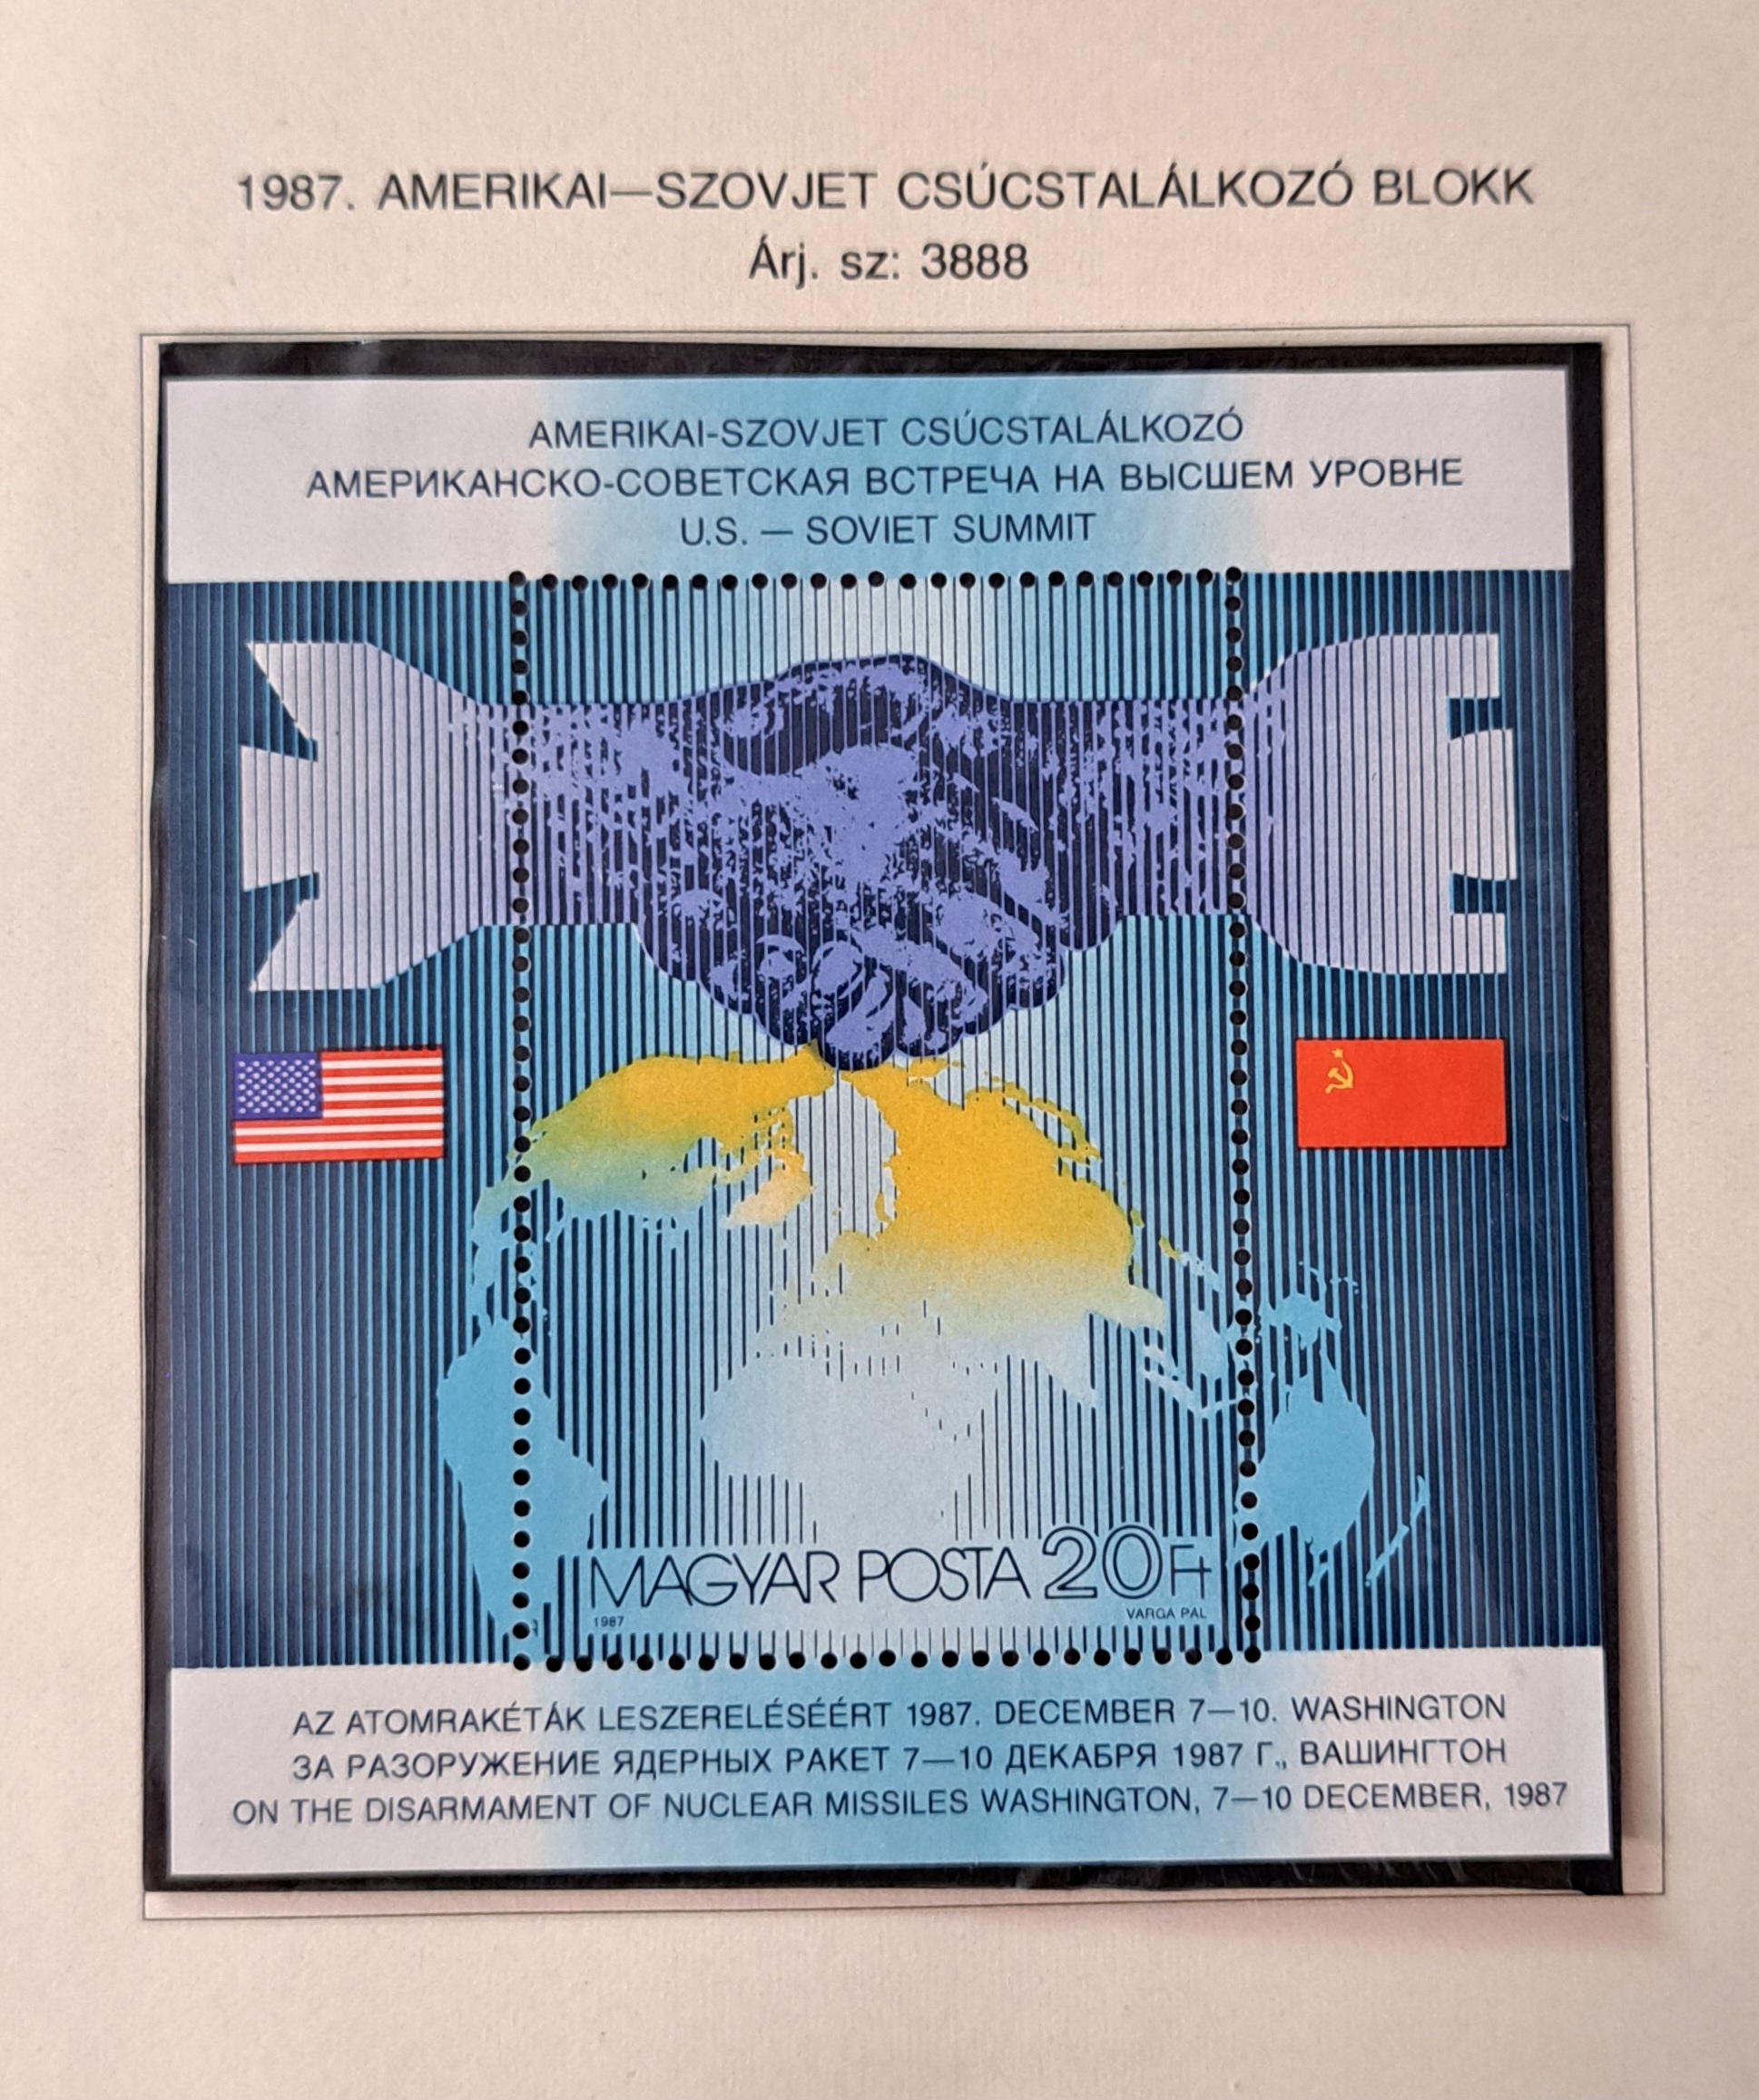 1987. AMERIKAI—SZOVJET CSÚCSTALÁLKOZÓ BLOKK
Árj. sz: 3888
AMERIKAI-SZOVJET CSÚCSTALÁLKOZÓ
АМЕРИКАНСКО-СОВЕТСКАЯ ВСТРЕЧА НА ВЫСШЕМ УРОВНЕ
U.S. — SOVIET SUMMIT
MAGYAR POSTA 20Ft
1987 VARGA PÁL
AZ ATOMRAKÉTÁK LESZERELÉSÉÉRT 1987. DECEMBER 7—10. WASHINGTON
ЗА РАЗОРУЖЕНИЕ ЯДЕРНЫХ РАКЕТ 7—10 ДЕКАБРЯ 1987 Г., ВАШИНГТОН
ON THE DISARMAMENT OF NUCLEAR MISSILES WASHINGTON, 7—10 DECEMBER, 1987